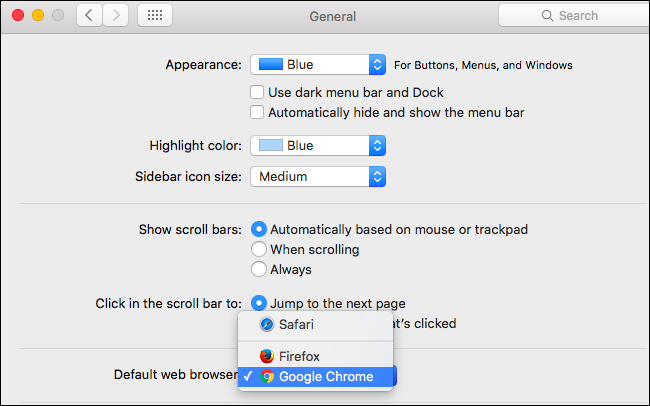 General
Search
Appearance: Blue For Buttons, Menus, and Windows
Use dark menu bar and Dock
Automatically hide and show the menu bar
Highlight color: Blue
Sidebar icon size: Medium
Show scroll bars: Automatically based on mouse or trackpad
When scrolling
Always
Click in the scroll bar to: Jump to the next page
Safari
at's clicked
Firefox
Default web browser: ✓ Google Chrome